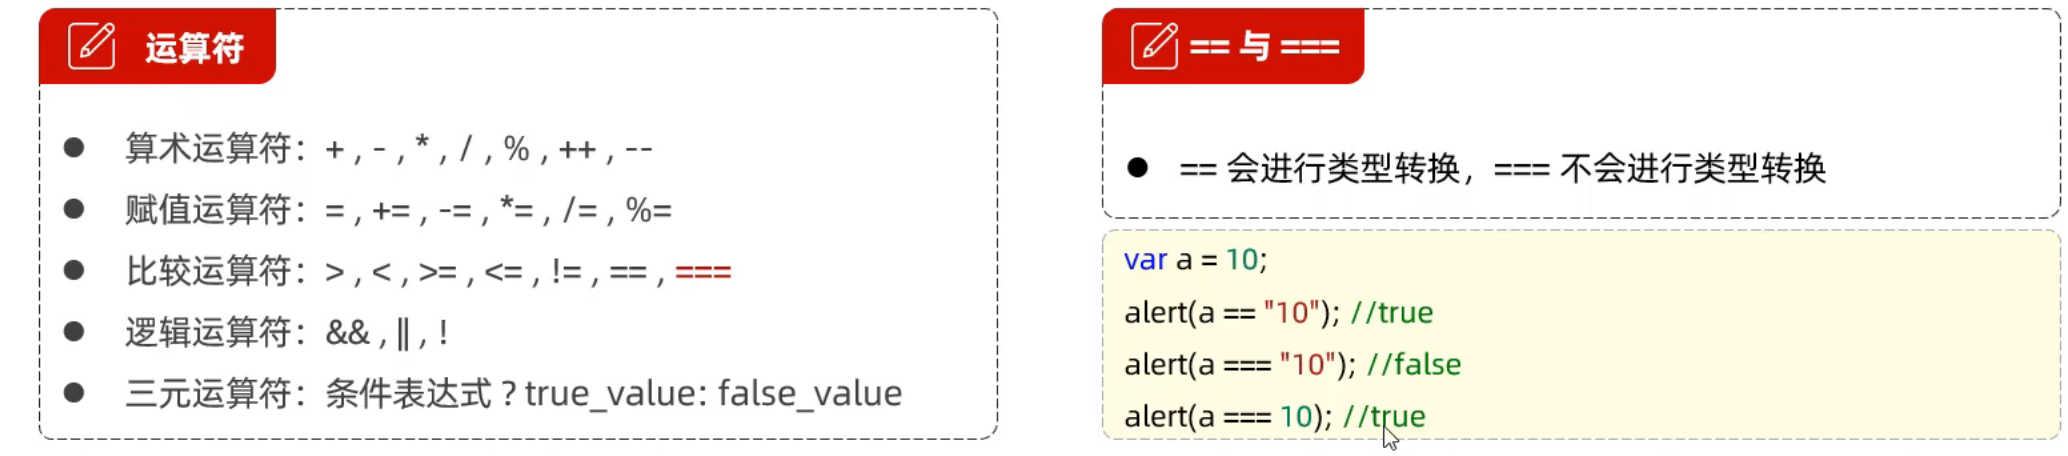 运算符
算术运算符：+ , - , * , / , % , ++ , --
赋值运算符：= , += , -= , *= , /= , %=
比较运算符：> , < , >= , <= , != , == , ===
逻辑运算符：&& , || , !
三元运算符：条件表达式 ? true_value: false_value
== 与 ===
== 会进行类型转换，=== 不会进行类型转换
var a = 10;
alert(a == "10"); //true
alert(a === "10"); //false
alert(a === 10); //true